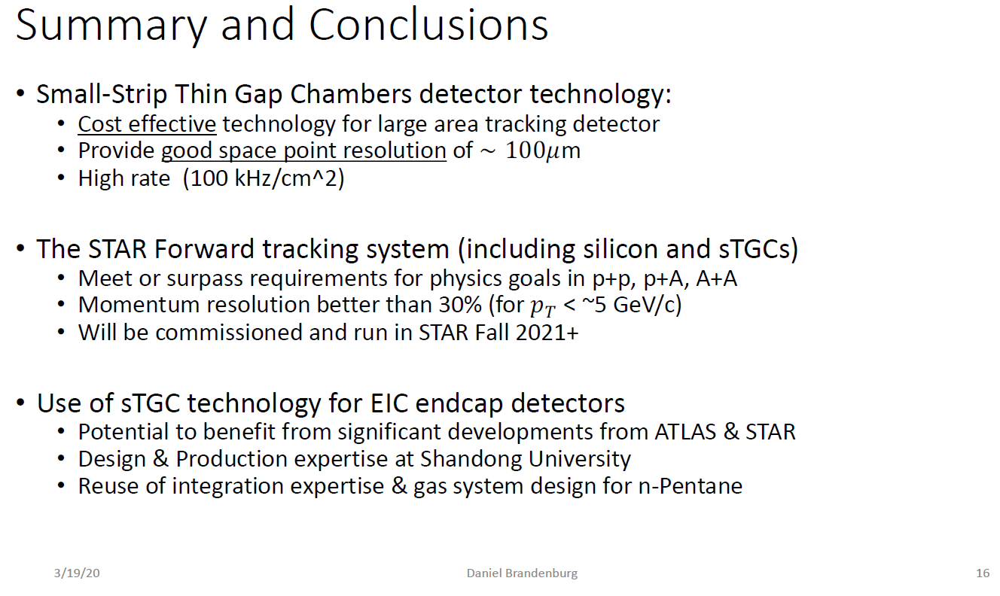 Summary and Conclusions
• Small-Strip Thin Gap Chambers detector technology:
• Cost effective technology for large area tracking detector
• Provide good space point resolution of ~ 100𝜇m
• High rate  (100 kHz/cm^2)
• The STAR Forward tracking system (including silicon and sTGCs)
• Meet or surpass requirements for physics goals in p+p, p+A, A+A
• Momentum resolution better than 30% (for 𝑝𝑇 < ~5 GeV/c)
• Will be commissioned and run in STAR Fall 2021+
• Use of sTGC technology for EIC endcap detectors
• Potential to benefit from significant developments from ATLAS & STAR
• Design & Production expertise at Shandong University
• Reuse of integration expertise & gas system design for n-Pentane
3/19/20 Daniel Brandenburg 16